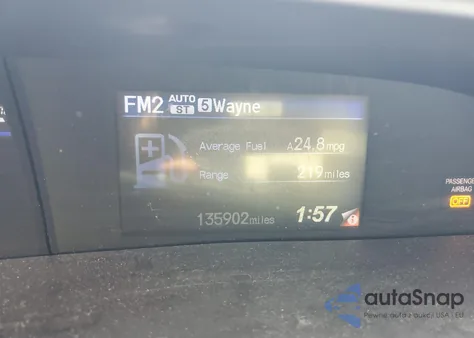 FM2 AUTO ST 5 Wayne
Average Fuel A24.8mpg
Range 219miles
135902miles 1:57
PASSENGER
AIRBAG
OFF
autoSnap